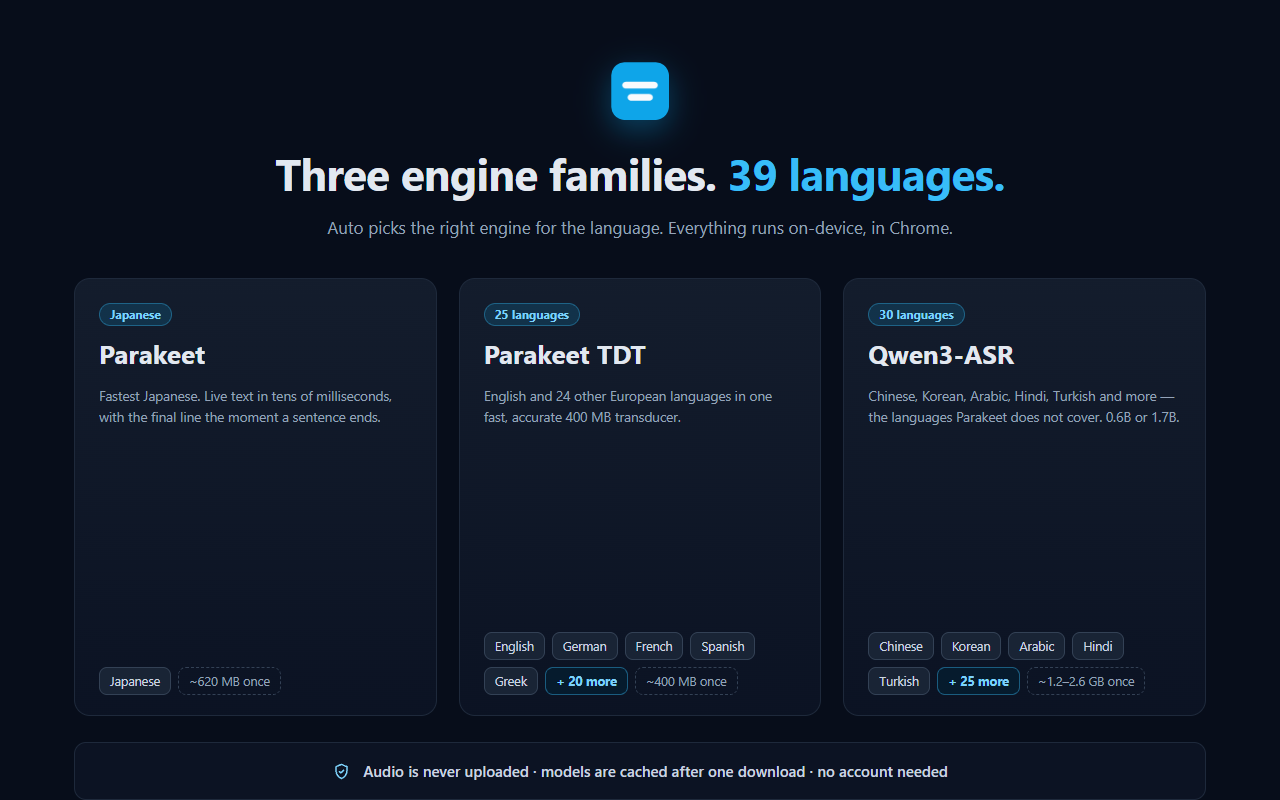 Three engine families. 39 languages.
Auto picks the right engine for the language. Everything runs on-device, in Chrome.
Japanese
Parakeet
Fastest Japanese. Live text in tens of milliseconds,
with the final line the moment a sentence ends.
Japanese
~620 MB once
25 languages
Parakeet TDT
English and 24 other European languages in one
fast, accurate 400 MB transducer.
English German French Spanish
Greek + 20 more ~400 MB once
30 languages
Qwen3-ASR
Chinese, Korean, Arabic, Hindi, Turkish and more —
the languages Parakeet does not cover. 0.6B or 1.7B.
Chinese Korean Arabic Hindi
Turkish + 25 more ~1.2–2.6 GB once
Audio is never uploaded · models are cached after one download · no account needed